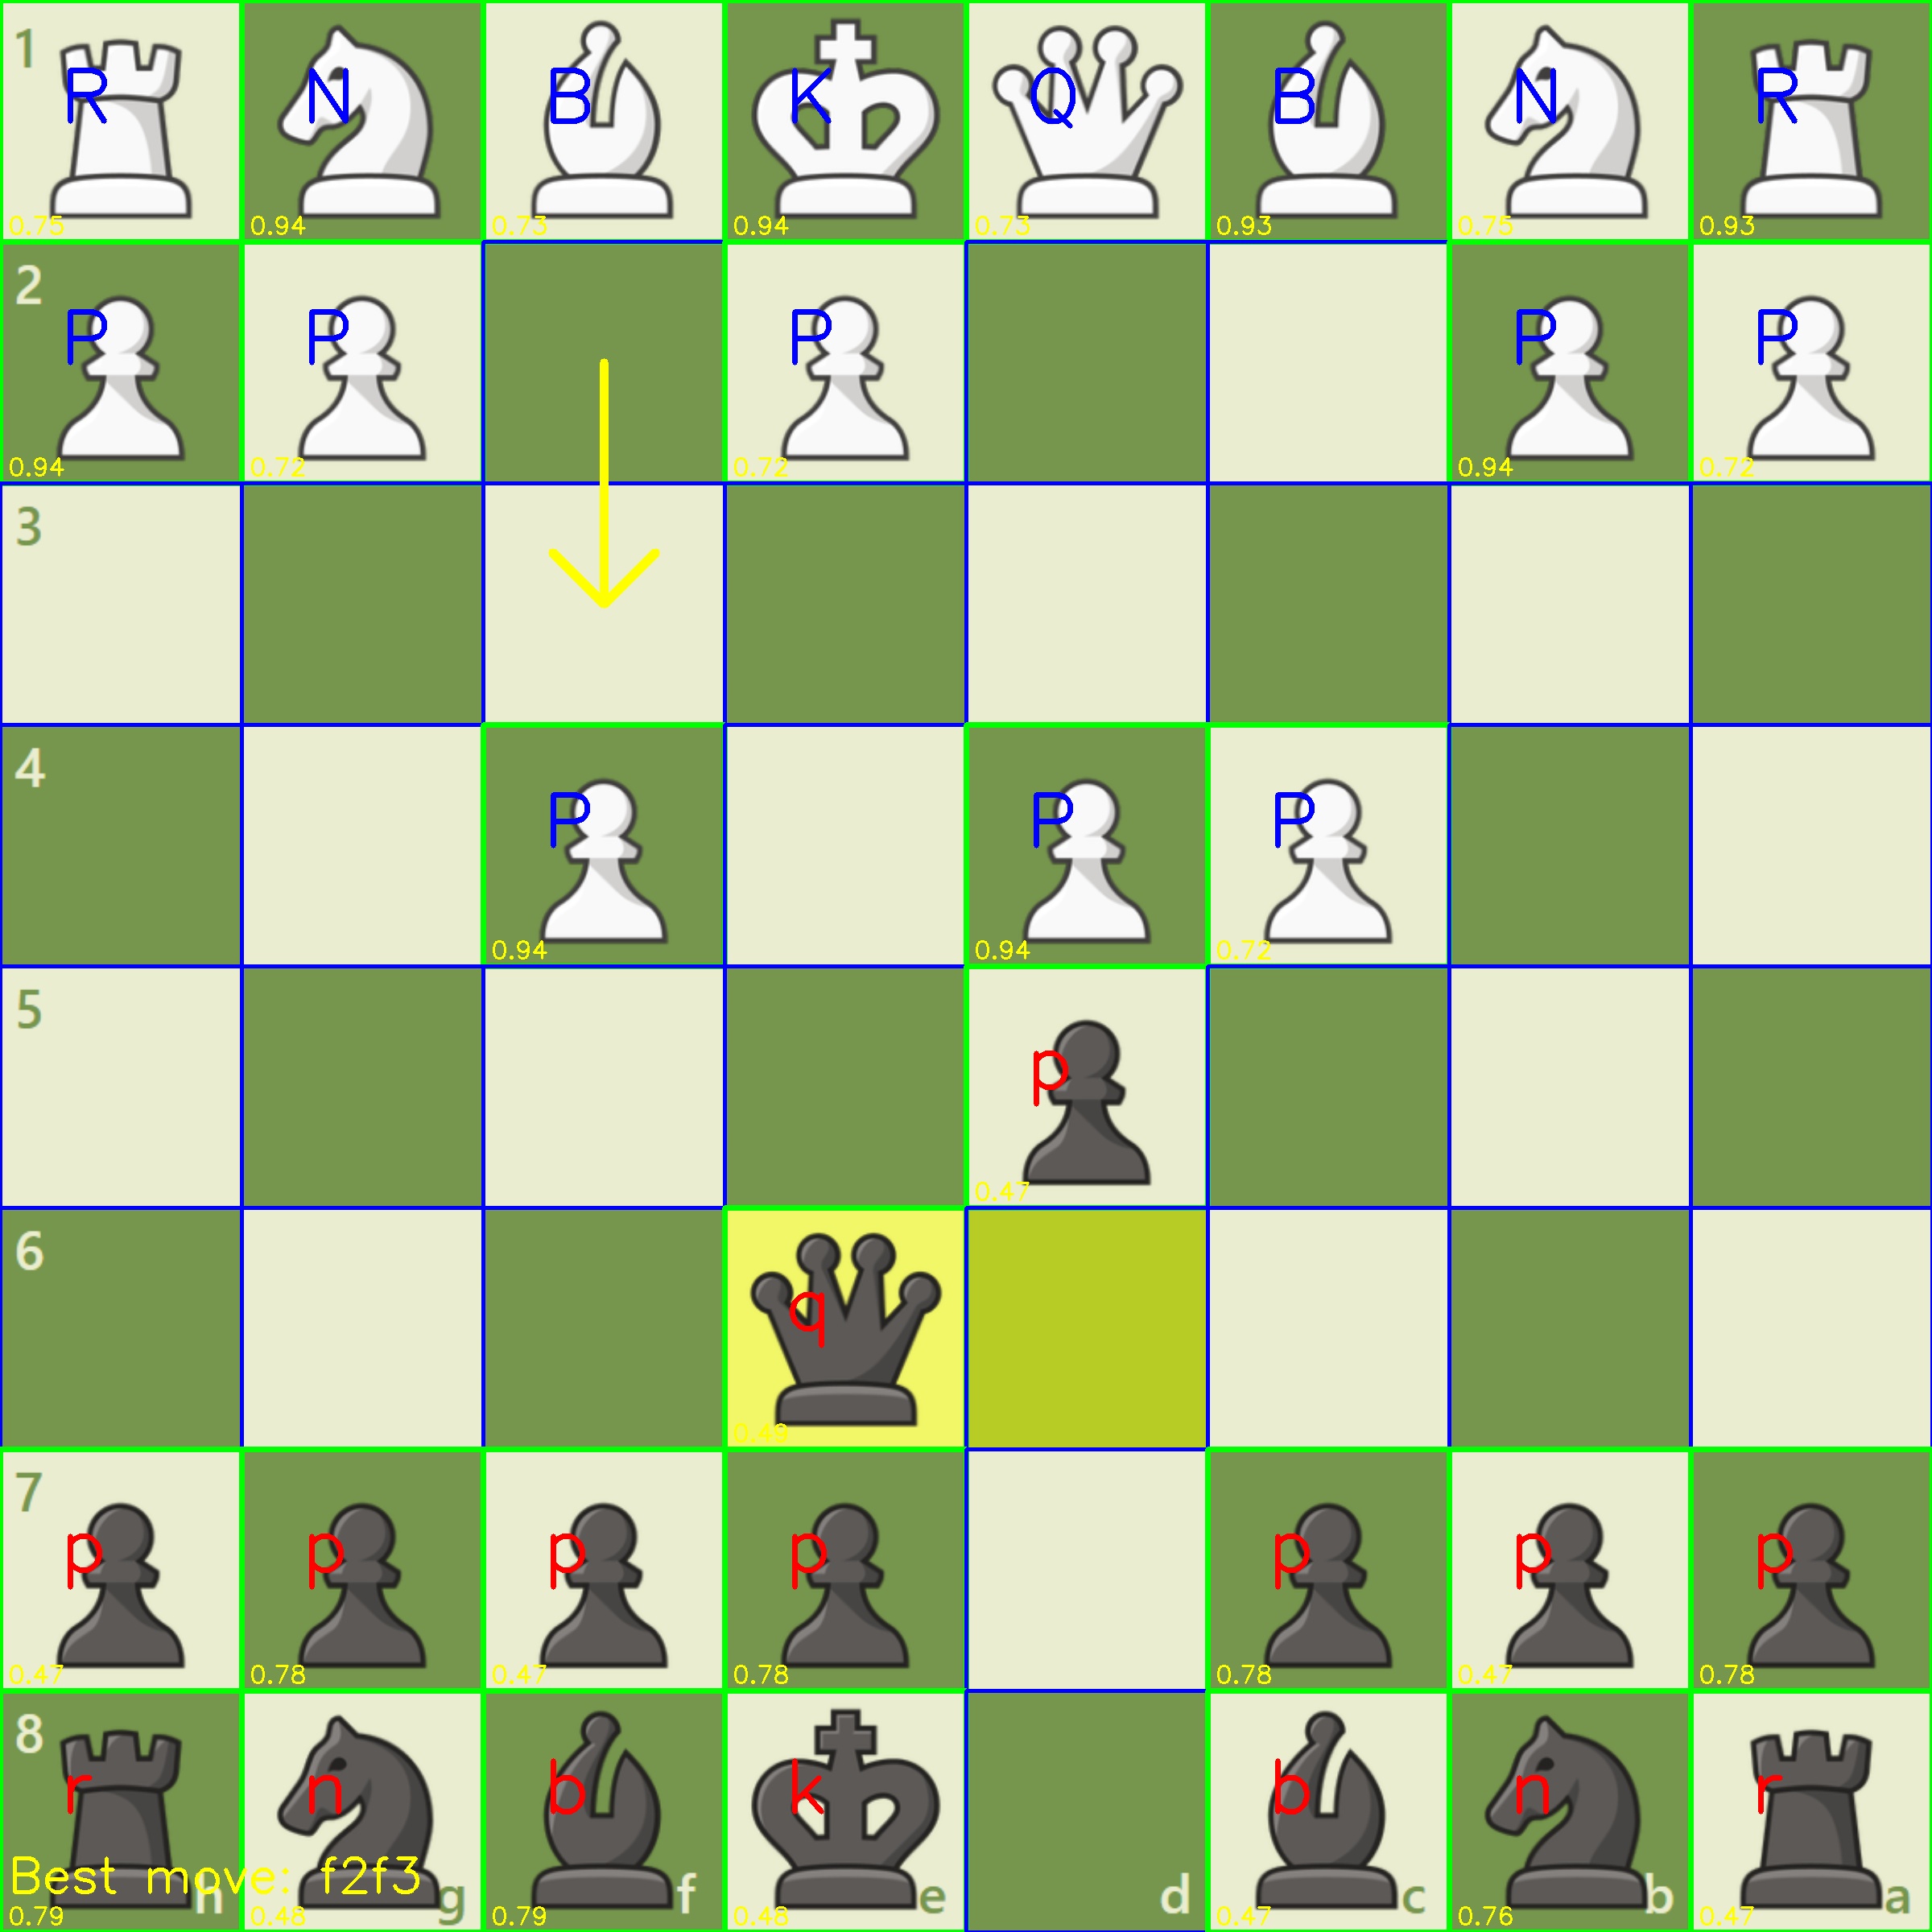 1 R N B K Q B N R
0.75 0.94 0.73 0.94 0.73 0.93 0.75 0.93
2 P P P P P
0.94 0.72 0.72 0.94 0.72
3
4 P P P
0.94 0.94 0.72
5 p
0.47
6 q
0.49
7 p p p p p p p
0.47 0.78 0.47 0.78 0.78 0.47 0.78
8 r n b k b n r
Best move: f2f3
h g f e d c b a
0.79 0.48 0.79 0.48 0.47 0.76 0.47